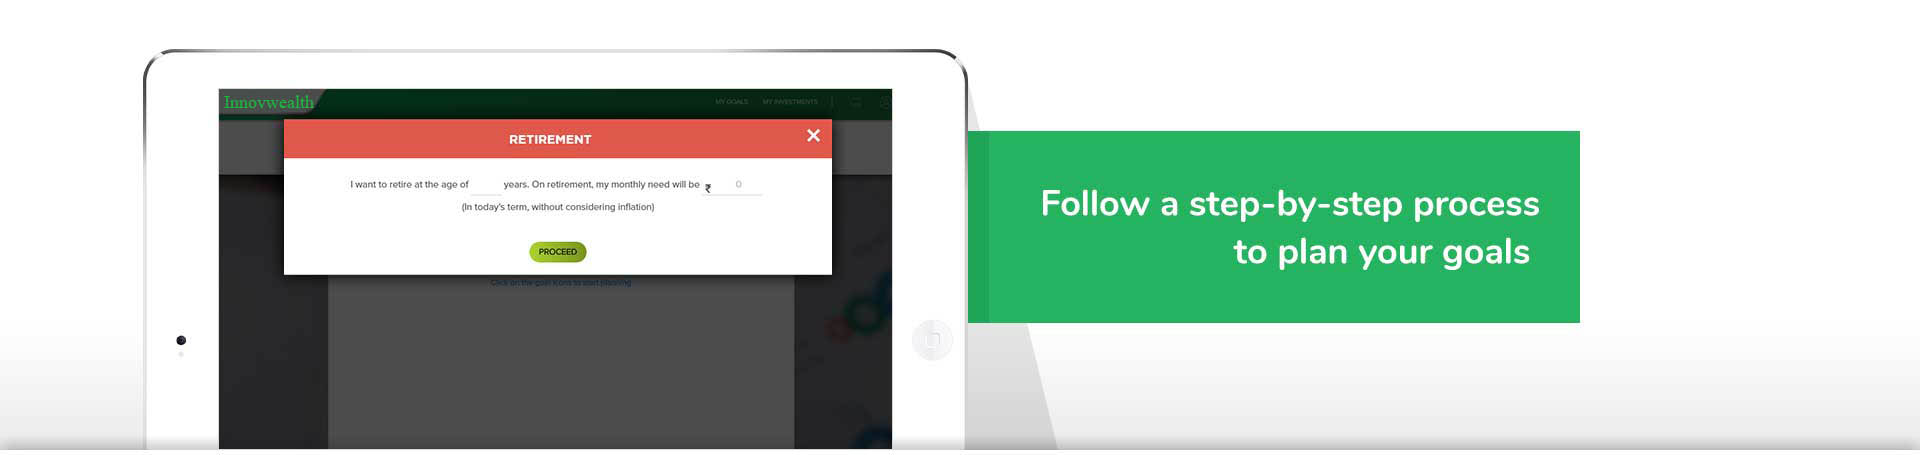 Innovwealth
MY GOALS MY INVESTMENTS
RETIREMENT
I want to retire at the age of years. On retirement, my monthly need will be ₹ 0
(In today's term, without considering inflation)
PROCEED
Click on the goal icons to start planning
Follow a step-by-step process
to plan your goals